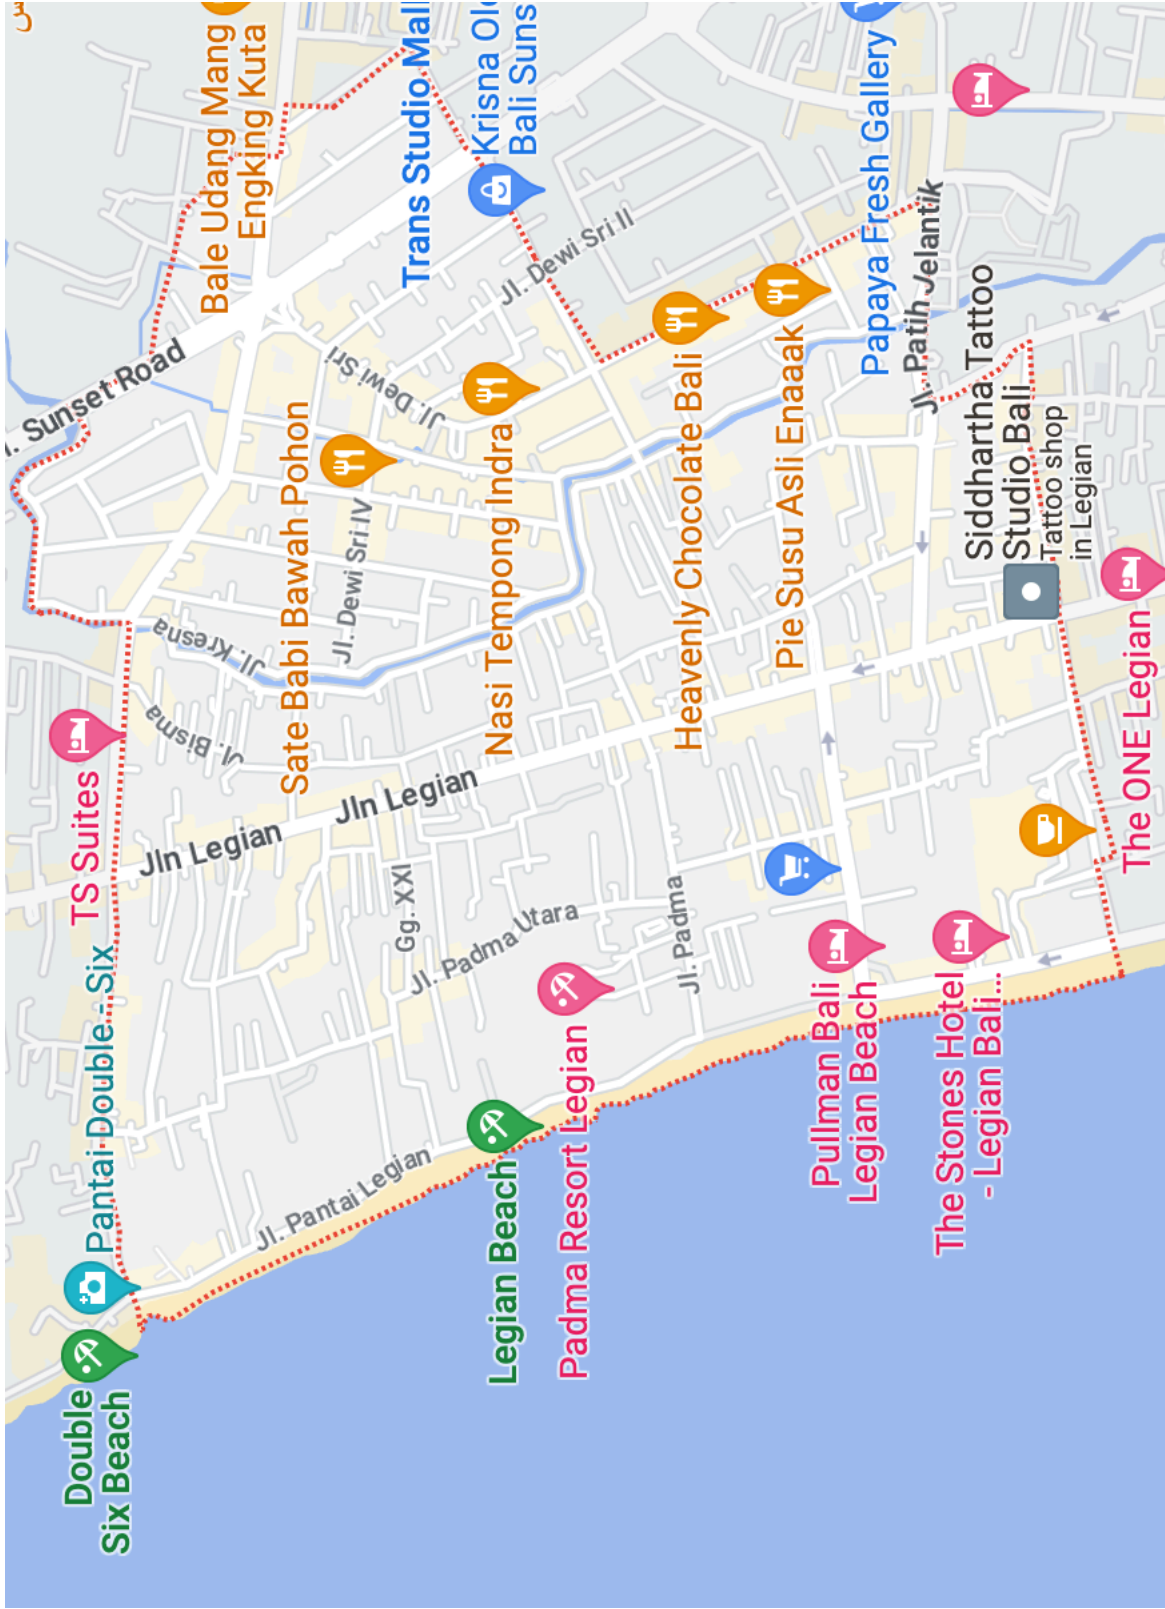 Bale Udang Mang
Engking Kuta
Trans Studio Mall
Krisna Ole
Bali Suns
Papaya Fresh Gallery
l. Sunset Road
Jl. Dewi Sri II
Jl. Dewi Sri
Jl. Patih Jelantik
Siddhartha Tattoo
Studio Bali
Tattoo shop
in Legian
Sate Babi Bawah Pohon
Jl. Dewi Sri IV
Nasi Tempong Indra
Heavenly Chocolate Bali
Pie Susu Asli Enaaak
Jl. Kresna
Jl. Bisma
TS Suites
Jln Legian
Jln Legian
The ONE Legian
Gg. XXI
Jl. Padma Utara
Jl. Padma
Pantai Double - Six
Jl. Pantai Legian
Double
Six Beach
Legian Beach
Padma Resort Legian
Pullman Bali
Legian Beach
The Stones Hotel
- Legian Bali...